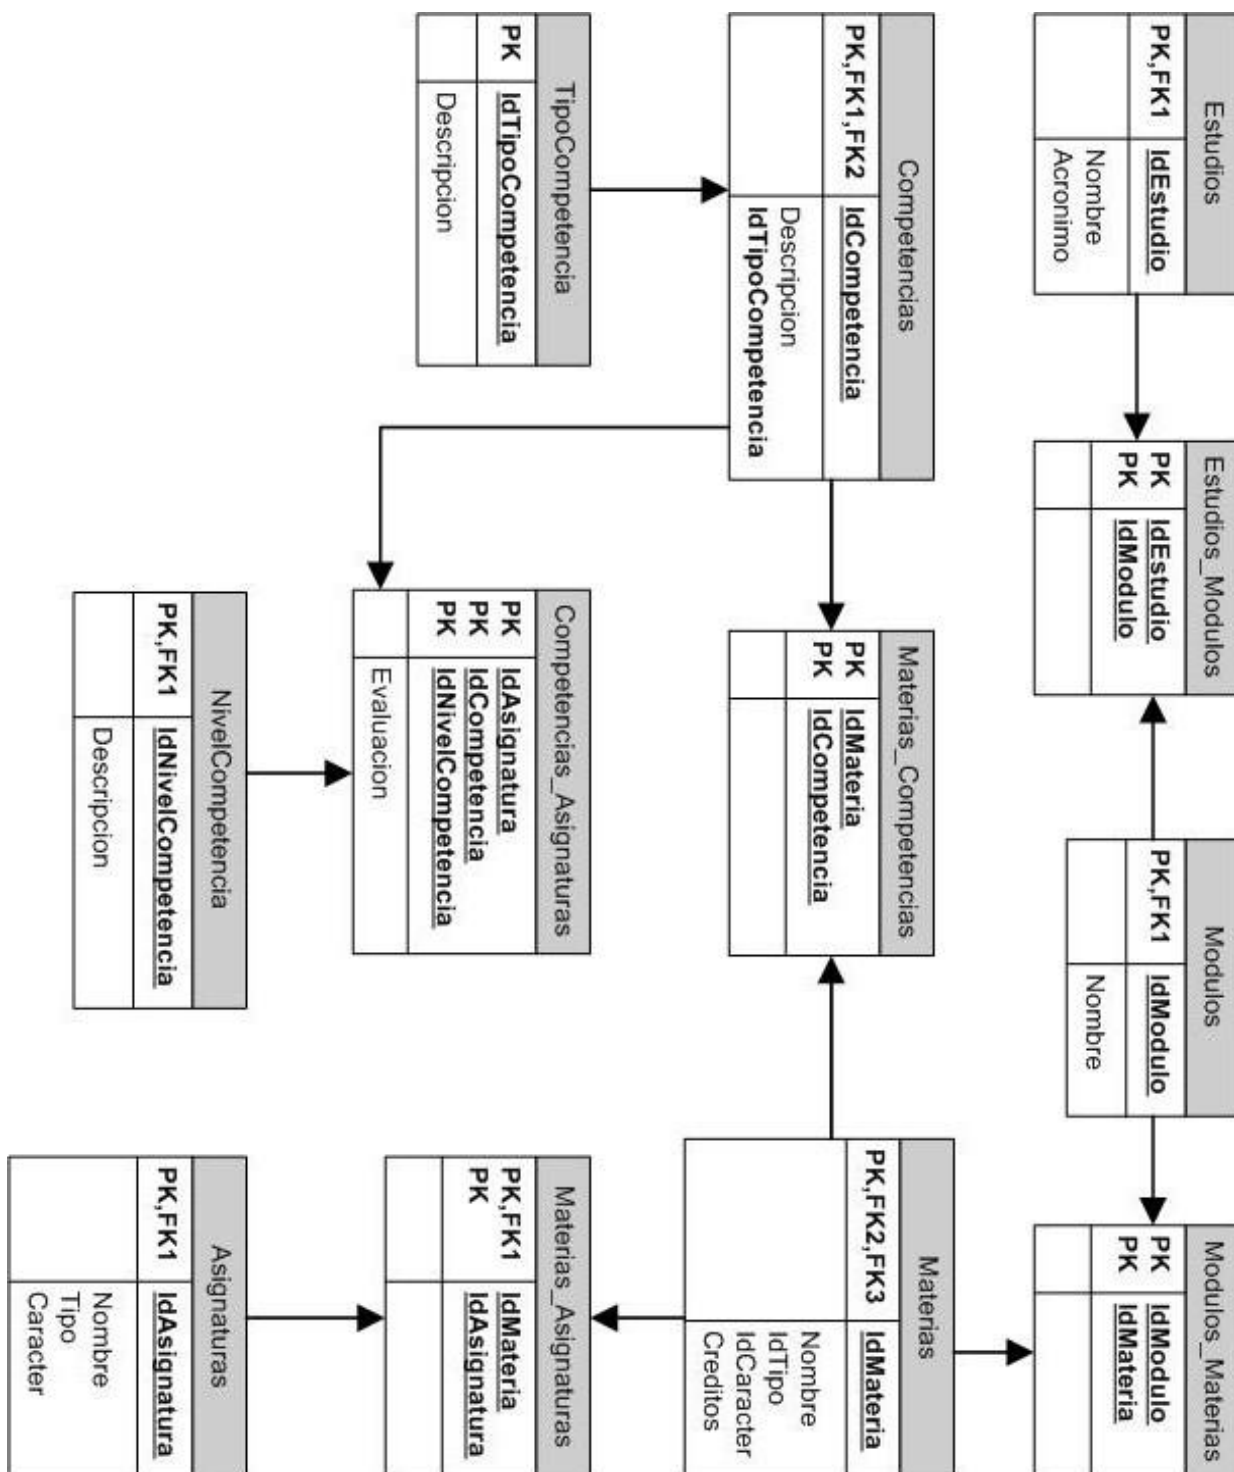 Estudios
PK,FK1 IdEstudio
Nombre
Acronimo
Estudios_Modulos
PK IdEstudio
PK IdModulo
Modulos
PK,FK1 IdModulo
Nombre
Modulos_Materias
PK IdModulo
PK IdMateria
Competencias
PK,FK1,FK2 IdCompetencia
Descripcion
IdTipoCompetencia
Materias_Competencias
PK IdMateria
PK IdCompetencia
Materias
PK,FK2,FK3 IdMateria
Nombre
IdTipo
IdCaracter
Creditos
TipoCompetencia
PK IdTipoCompetencia
Descripcion
Competencias_Asignaturas
PK IdAsignatura
PK IdCompetencia
PK IdNivelCompetencia
Evaluacion
Materias_Asignaturas
PK,FK1 IdMateria
PK IdAsignatura
NivelCompetencia
PK,FK1 IdNivelCompetencia
Descripcion
Asignaturas
PK,FK1 IdAsignatura
Nombre
Tipo
Caracter